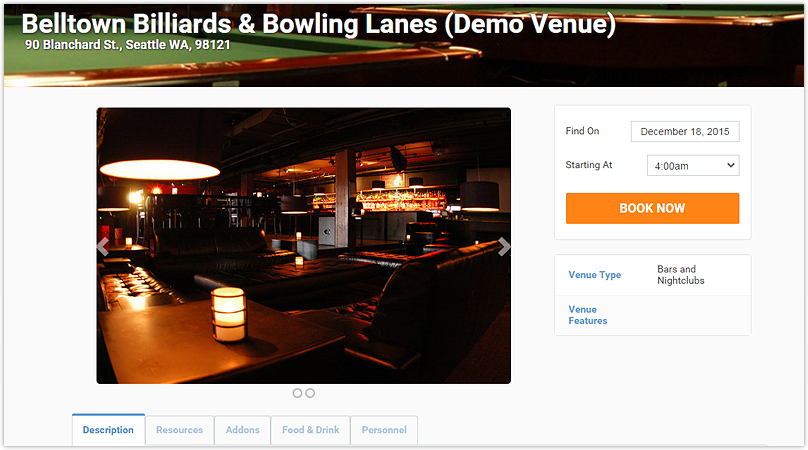 Belltown Billiards & Bowling Lanes (Demo Venue)
90 Blanchard St., Seattle WA, 98121
Find On
December 18, 2015
Starting At
4:00am
BOOK NOW
Venue Type
Bars and
Nightclubs
Venue
Features
Description
Resources
Addons
Food & Drink
Personnel